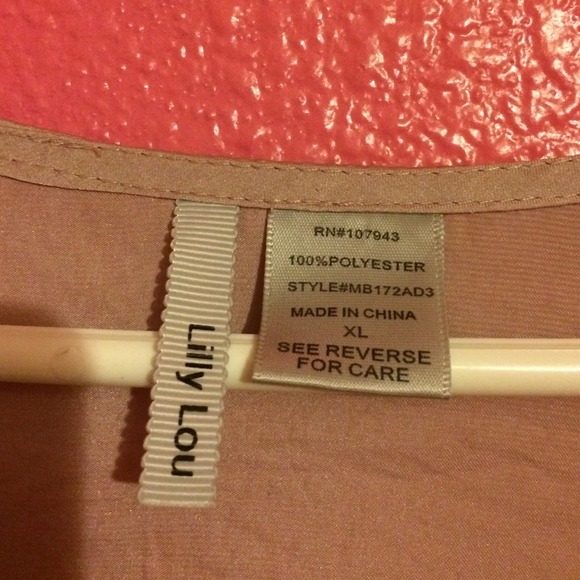 Lilly Lou
RN#107943
100%POLYESTER
STYLE#MB172AD3
MADE IN CHINA
XL
SEE REVERSE
FOR CARE